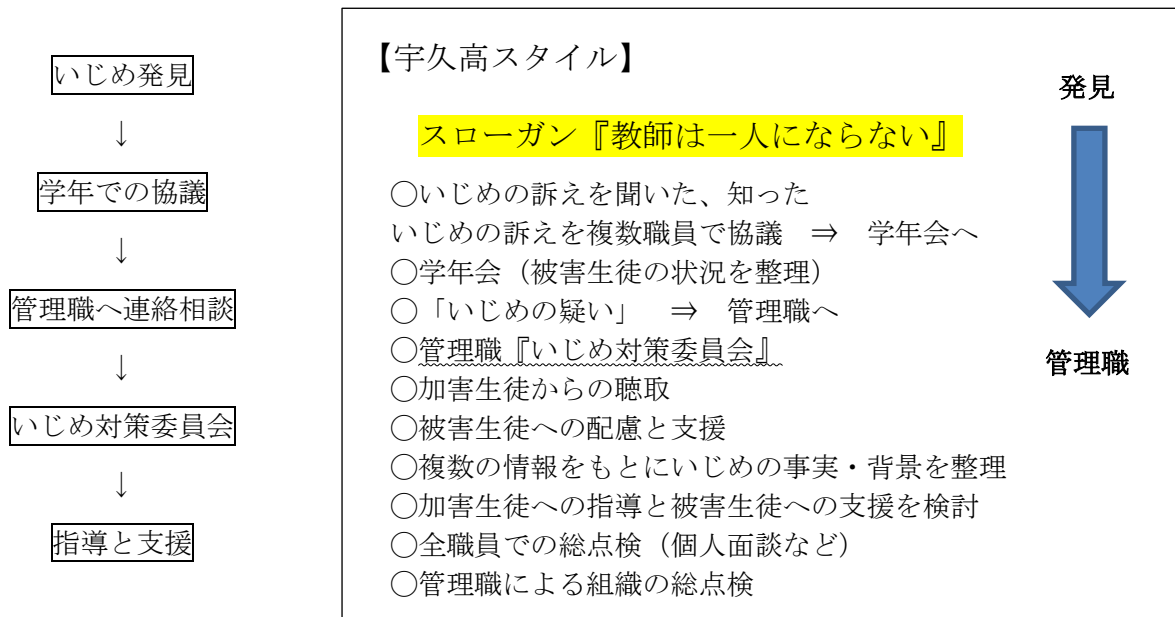 いじめ発見
↓
学年での協議
↓
管理職へ連絡相談
↓
いじめ対策委員会
↓
指導と支援
【宇久高スタイル】
スローガン『教師は一人にならない』
○いじめの訴えを聞いた、知った
いじめの訴えを複数職員で協議　⇒　学年会へ
○学年会（被害生徒の状況を整理）
○「いじめの疑い」　⇒　管理職へ
○管理職『いじめ対策委員会』
○加害生徒からの聴取
○被害生徒への配慮と支援
○複数の情報をもとにいじめの事実・背景を整理
○加害生徒への指導と被害生徒への支援を検討
○全職員での総点検（個人面談など）
○管理職による組織の総点検
発見
管理職